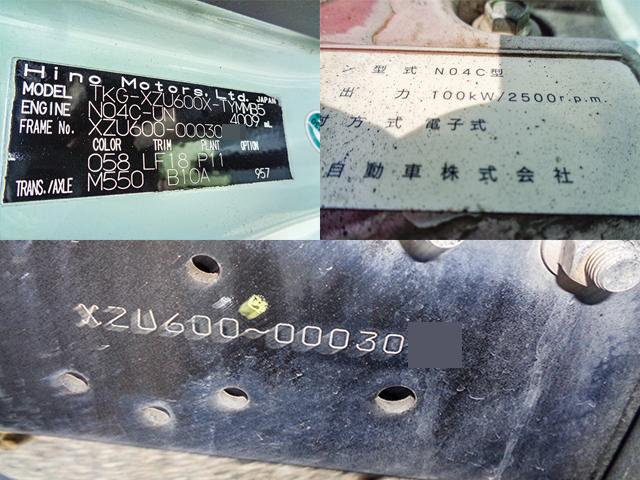 Hino Motors, Ltd. JAPAN
MODEL TKG-XZU600X-TYMMB5
ENGINE N04C-UN 4009 mL
FRAME No. XZU600-00030
COLOR TRIM PLANT OPTION
058 LF18 P11
TRANS./AXLE M550 B10A 957
ン型式 N04C型
出力 100kW/2500r.p.m.
方式 電子式
自動車株式会社
XZU600~00030